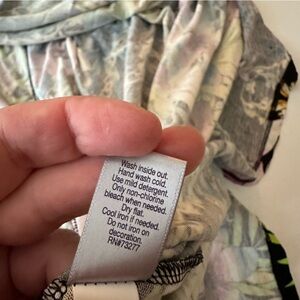 Wash inside out.
Hand wash cold.
Use mild detergent.
Only non-chlorine
bleach when needed.
Dry flat.
Cool iron if needed.
Do not iron on
decoration.
RN#73277